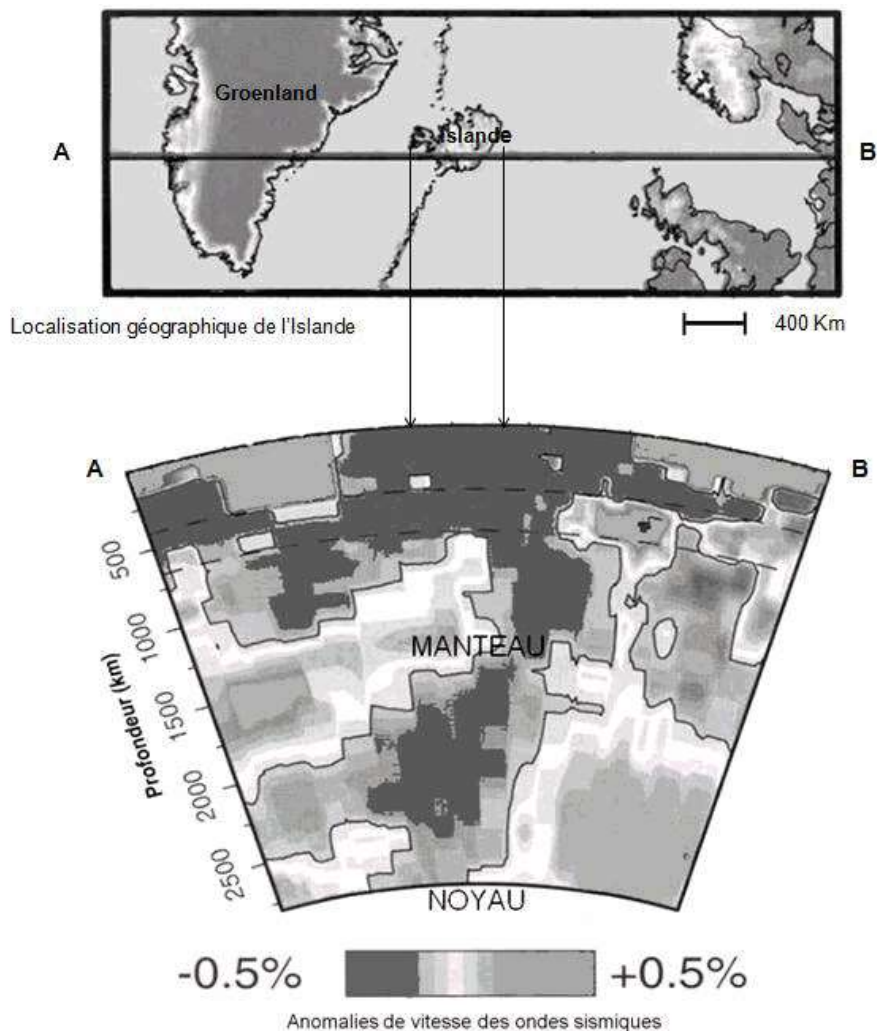 Groenland
Islande
A
B
Localisation géographique de l'Islande
400 Km
A
B
500
1000
1500
2000
2500
Profondeur (km)
MANTEAU
NOYAU
-0.5%
+0.5%
Anomalies de vitesse des ondes sismiques